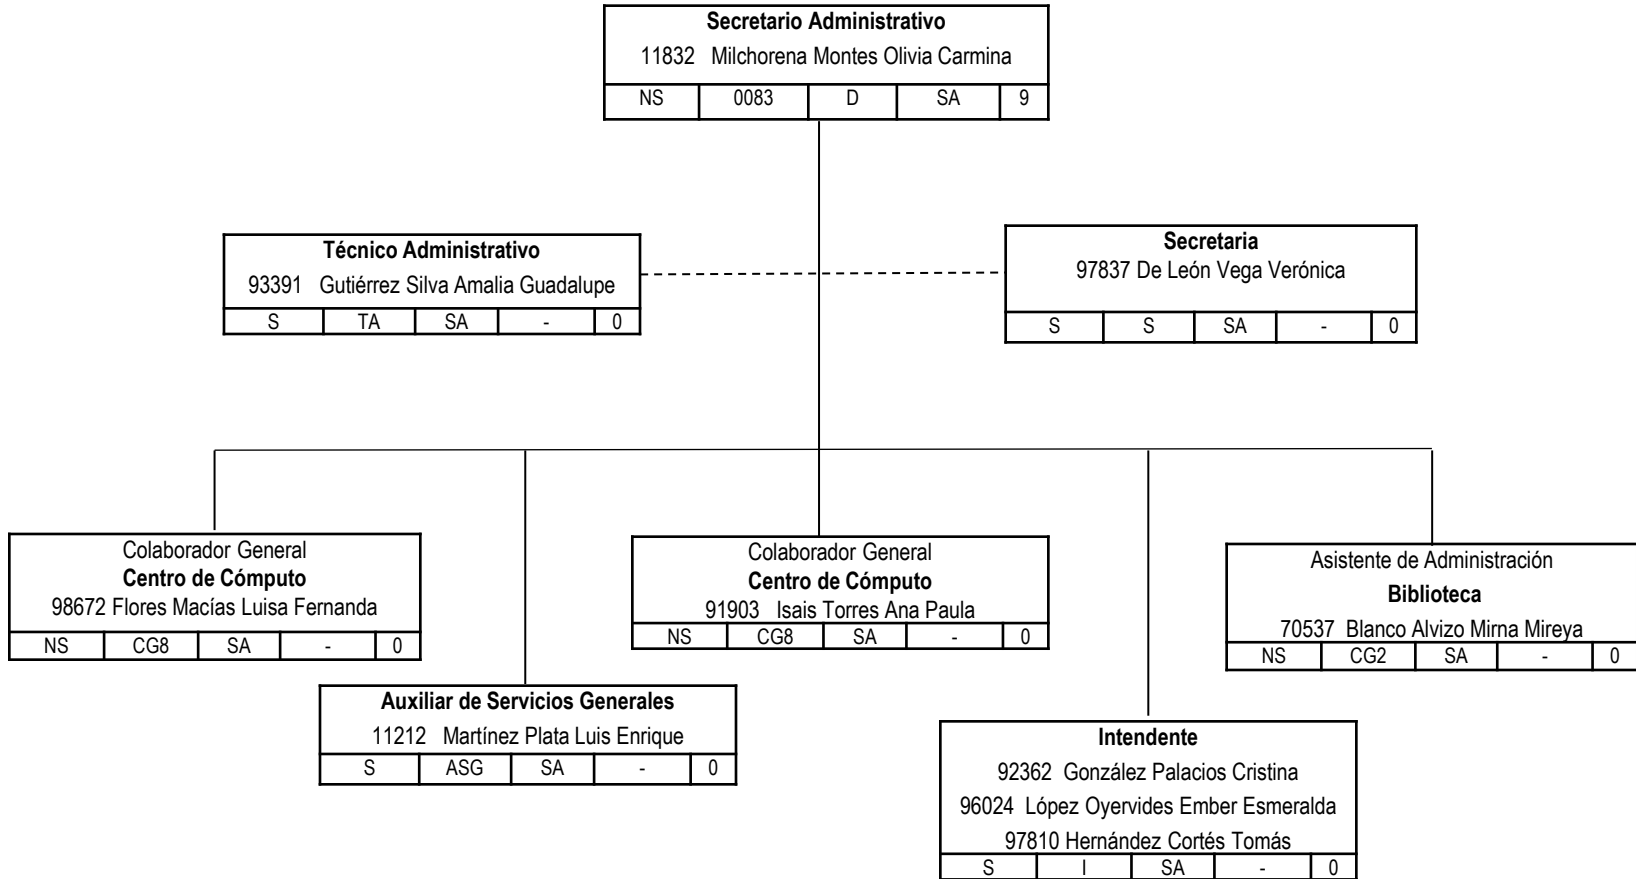 Secretario Administrativo
11832 Milchorena Montes Olivia Carmina
NS 0083 D SA 9
Técnico Administrativo
93391 Gutiérrez Silva Amalia Guadalupe
S TA SA - 0
Secretaria
97837 De León Vega Verónica
S S SA - 0
Colaborador General
Centro de Cómputo
98672 Flores Macías Luisa Fernanda
NS CG8 SA - 0
Colaborador General
Centro de Cómputo
91903 Isais Torres Ana Paula
NS CG8 SA - 0
Asistente de Administración
Biblioteca
70537 Blanco Alvizo Mirna Mireya
NS CG2 SA - 0
Auxiliar de Servicios Generales
11212 Martínez Plata Luis Enrique
S ASG SA - 0
Intendente
92362 González Palacios Cristina
96024 López Oyervides Ember Esmeralda
97810 Hernández Cortés Tomás
S I SA - 0